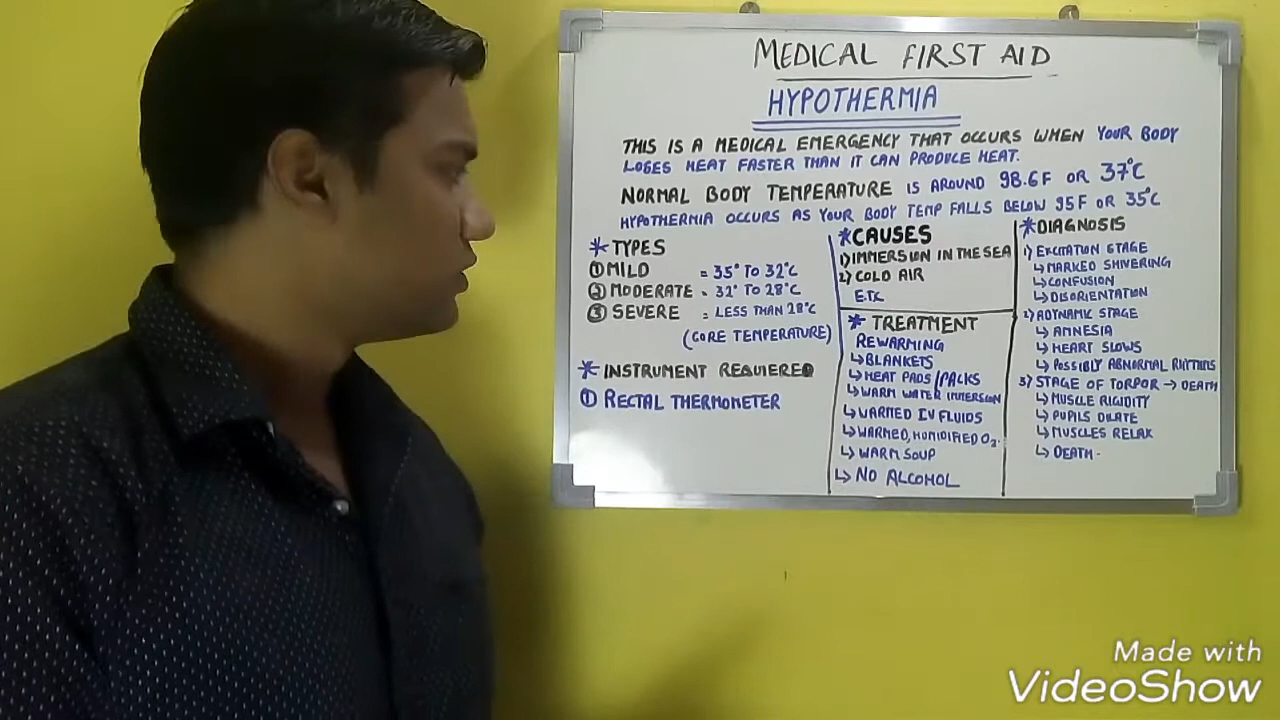 MEDICAL FIRST AID
HYPOTHERMIA
THIS IS A MEDICAL EMERGENCY THAT OCCURS WHEN YOUR BODY
LOSES HEAT FASTER THAN IT CAN PRODUCE HEAT.
NORMAL BODY TEMPERATURE IS AROUND 98.6F OR 37°C
HYPOTHERMIA OCCURS AS YOUR BODY TEMP FALLS BELOW 95F OR 35°C
* TYPES
① MILD = 35° TO 32°C
② MODERATE = 32° TO 28°C
③ SEVERE = LESS THAN 28°C
(CORE TEMPERATURE)
* INSTRUMENT REQUIERED
① RECTAL THERMOMETER
* CAUSES
1) IMMERSION IN THE SEA
2) COLD AIR
ETC
* TREATMENT
REWARMING
↳ BLANKETS
↳ HEAT PADS/PACKS
↳ WARM WATER IMMERSION
↳ WARMED IV FLUIDS
↳ WARMED, HUMIDIFIED O2.
↳ WARM SOUP
↳ NO ALCOHOL
* DIAGNOSIS
1) EXCITATION STAGE
↳ MARKED SHIVERING
↳ CONFUSION
↳ DISORIENTATION
2) ADYNAMIC STAGE
↳ AMNESIA
↳ HEART SLOWS
↳ POSSIBLY ABNORMAL RHYTHMS
3) STAGE OF TORPOR → DEATH
↳ MUSCLE RIGIDITY
↳ PUPILS DILATE
↳ MUSCLES RELAX
↳ DEATH.
Made with
VideoShow